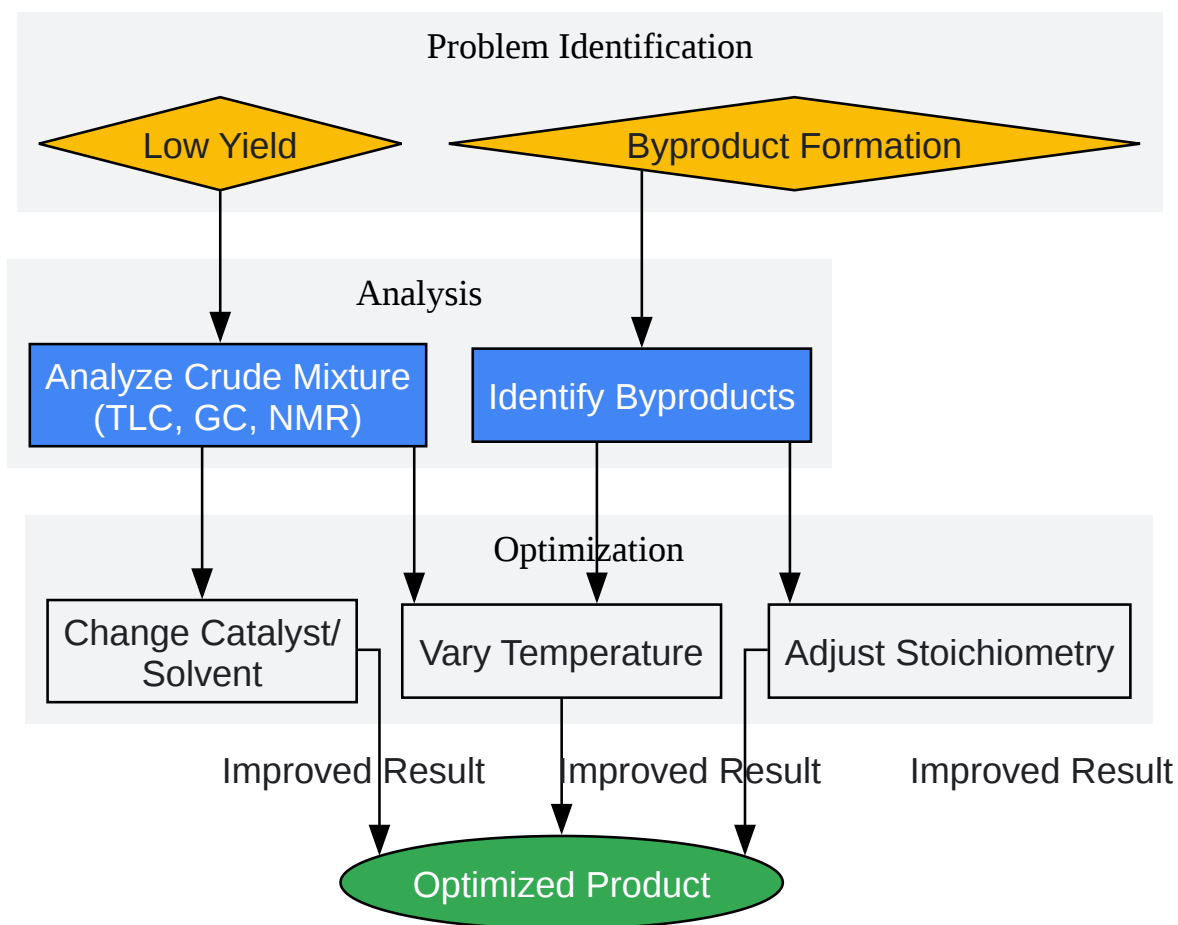 Problem Identification
Low Yield
Byproduct Formation
Analysis
Analyze Crude Mixture
(TLC, GC, NMR)
Identify Byproducts
Optimization
Change Catalyst/
Solvent
Vary Temperature
Adjust Stoichiometry
Improved Result
Improved Result
Improved Result
Optimized Product